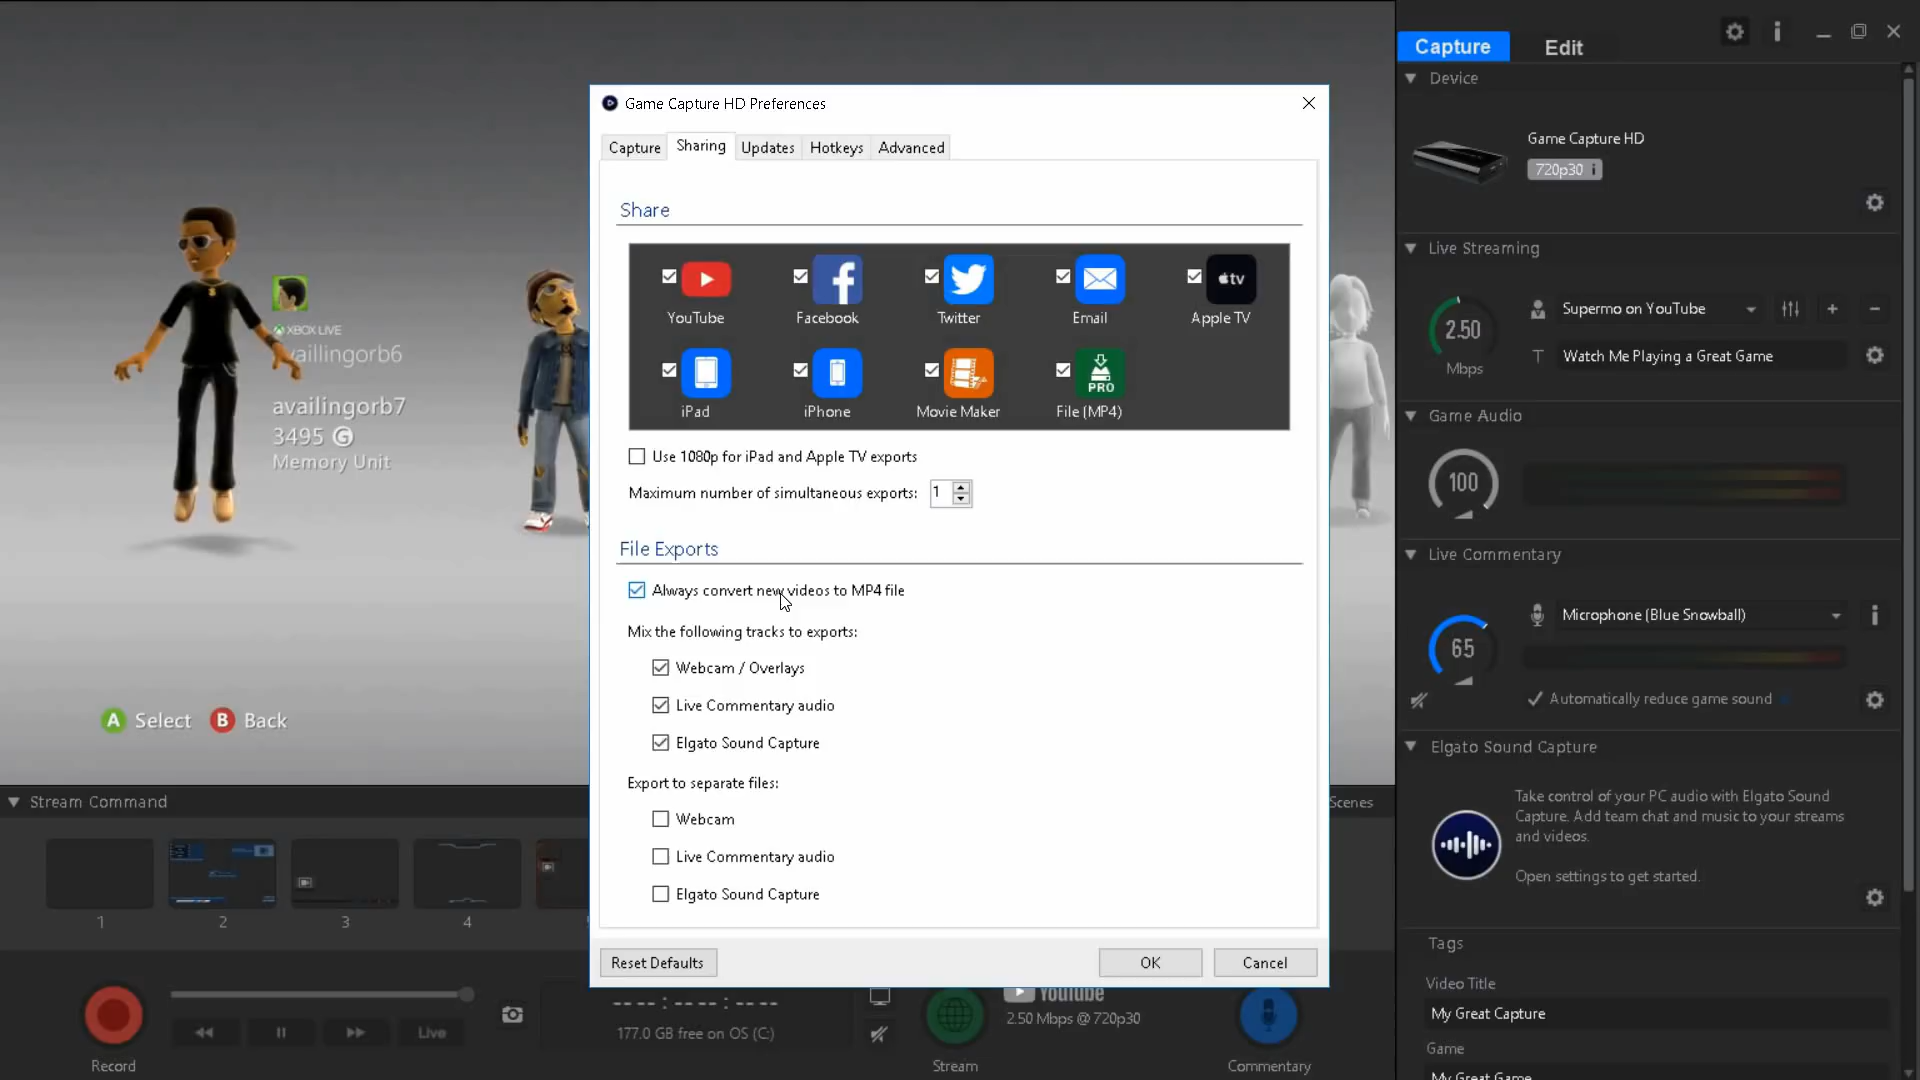 Capture
Edit
Device
Game Capture HD
720p30 i
Live Streaming
2.50
Mbps
Supermo on YouTube
Watch Me Playing a Great Game
Game Audio
100
Live Commentary
65
Microphone (Blue Snowball)
Automatically reduce game sound
Elgato Sound Capture
Take control of your PC audio with Elgato Sound
Capture. Add team chat and music to your streams
and videos.
Open settings to get started.
Tags
Video Title
My Great Capture
Game
My Great Game
Game Capture HD Preferences
Capture
Sharing
Updates
Hotkeys
Advanced
Share
YouTube
Facebook
Twitter
Email
tv
Apple TV
iPad
iPhone
Movie Maker
PRO
File (MP4)
Use 1080p for iPad and Apple TV exports
Maximum number of simultaneous exports: 1
File Exports
Always convert new videos to MP4 file
Mix the following tracks to exports:
Webcam / Overlays
Live Commentary audio
Elgato Sound Capture
Export to separate files:
Webcam
Live Commentary audio
Elgato Sound Capture
Reset Defaults
OK
Cancel
XBOX LIVE
availlingorb6
availingorb7
3495 G
Memory Unit
A Select B Back
Stream Command
Scenes
1
2
3
4
Record
Live
-- -- : -- -- : -- --
177.0 GB free on OS (C:)
Stream
YouTube
2.50 Mbps @ 720p30
Commentary